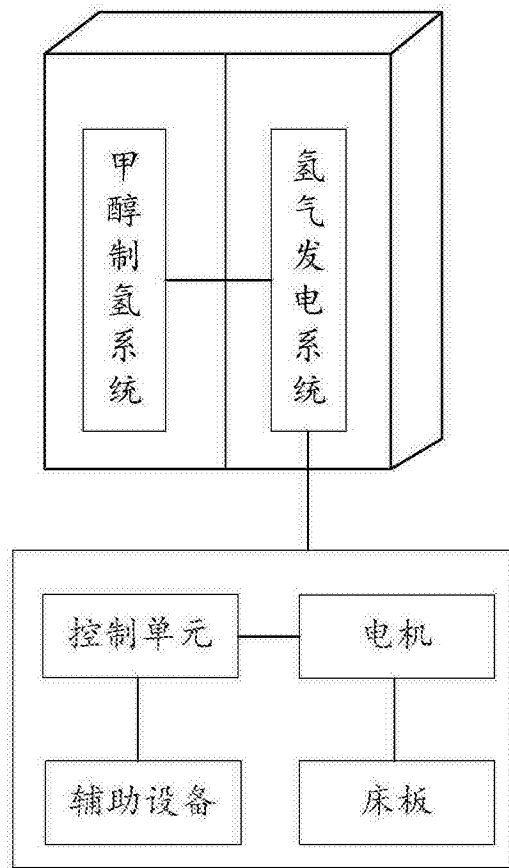 甲醇制氢系统
氢气发电系统
控制单元
电机
辅助设备
床板